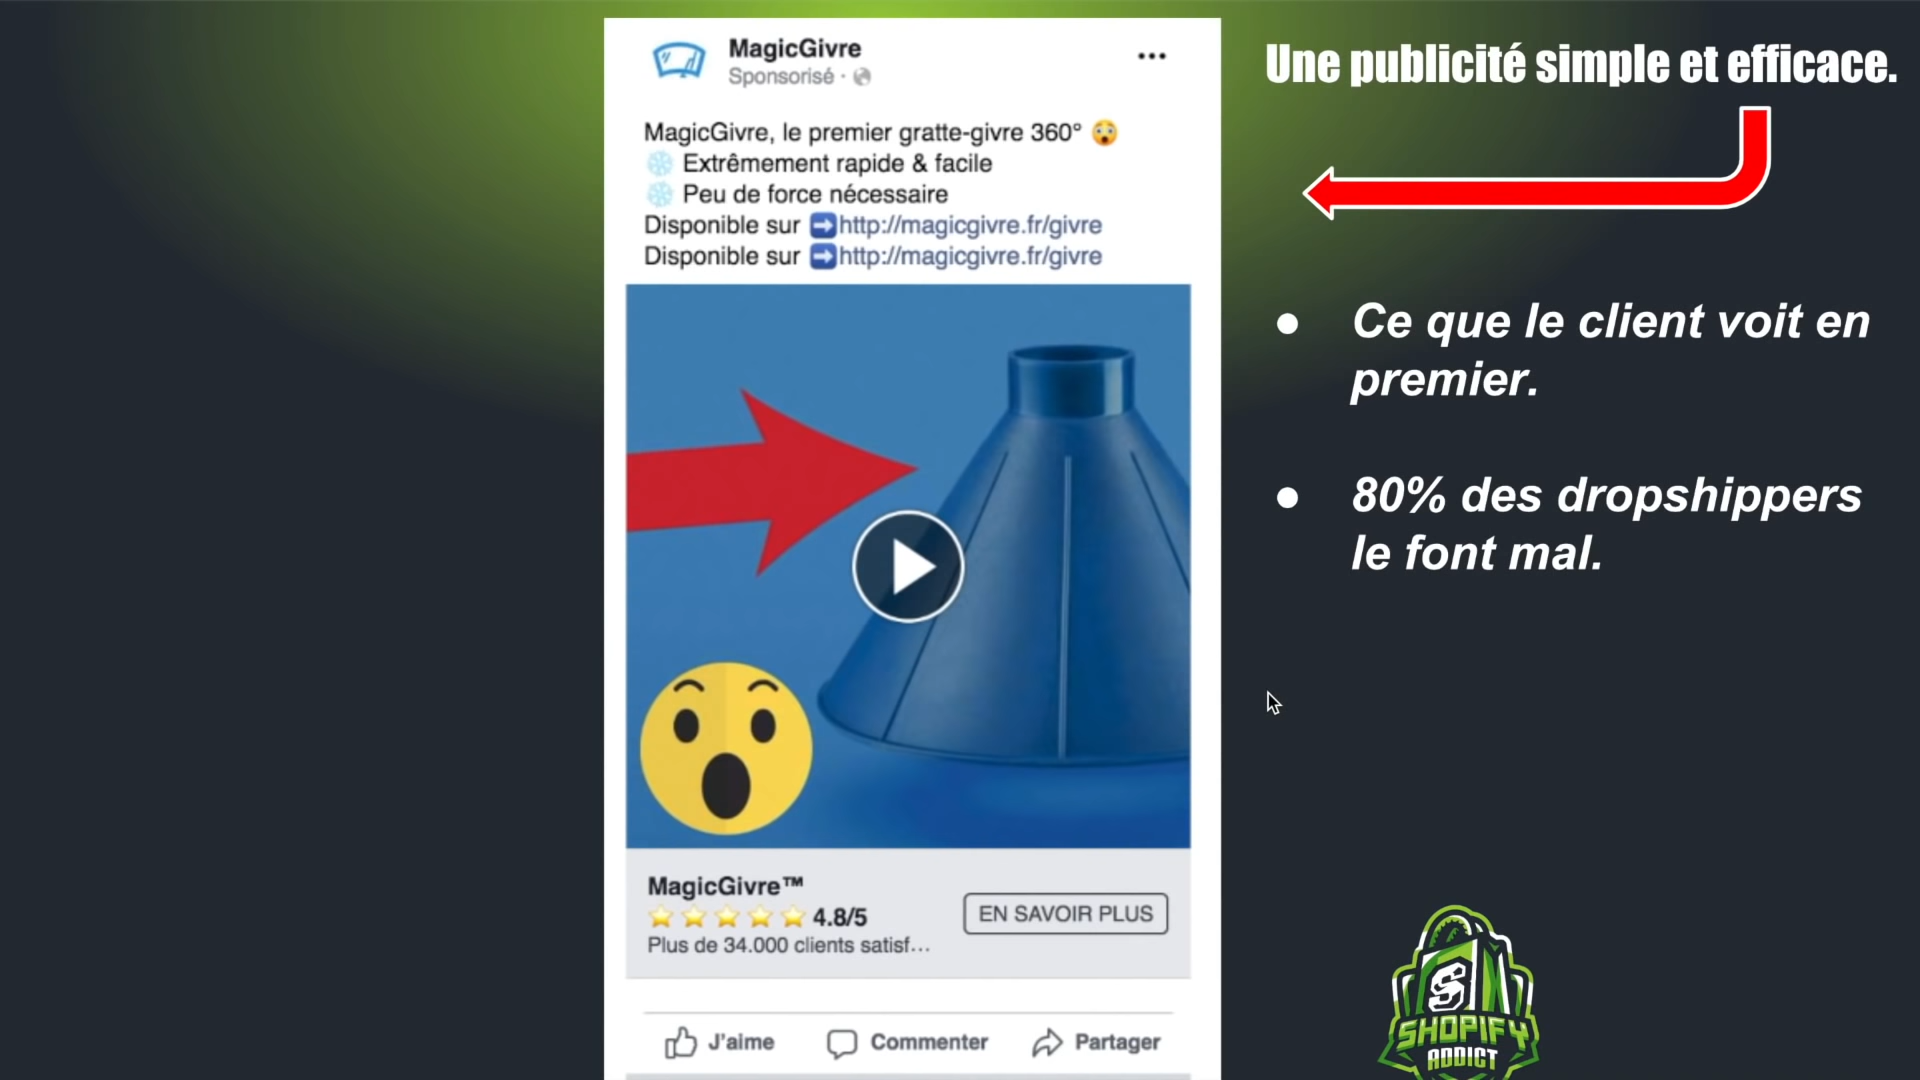 MagicGivre
Sponsorisé ·
MagicGivre, le premier gratte-givre 360° 😲
❄️ Extrêmement rapide & facile
❄️ Peu de force nécessaire
Disponible sur ➡️http://magicgivre.fr/givre
Disponible sur ➡️http://magicgivre.fr/givre
MagicGivre™
⭐⭐⭐⭐⭐ 4.8/5
Plus de 34.000 clients satisf...
EN SAVOIR PLUS
J'aime
Commenter
Partager
Une publicité simple et efficace.
● Ce que le client voit en
premier.
● 80% des dropshippers
le font mal.
S
SHOPIFY
ADDICT